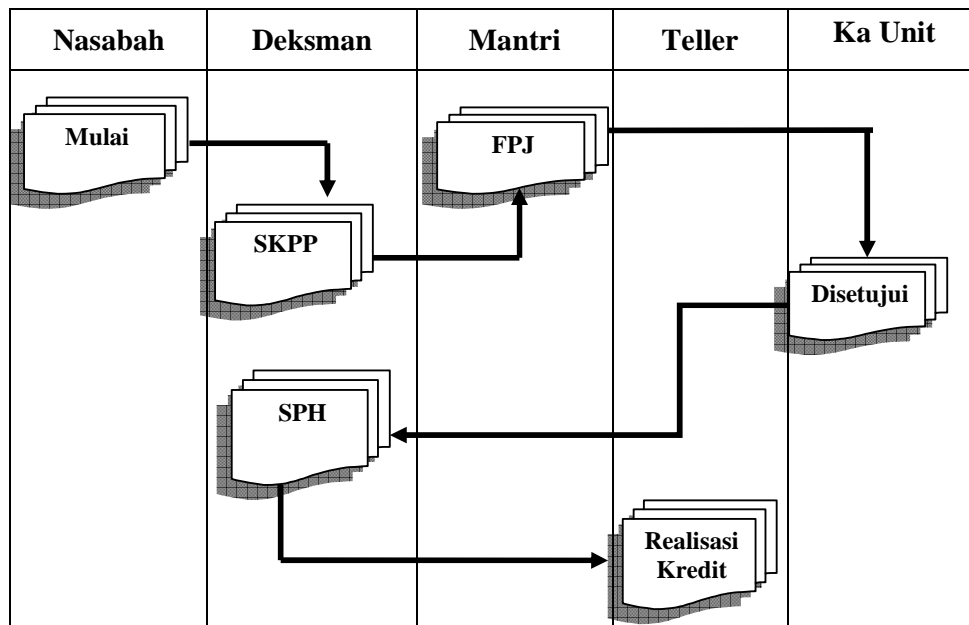 Nasabah
Deksman
Mantri
Teller
Ka Unit
Mulai
FPJ
SKPP
Disetujui
SPH
Realisasi
Kredit